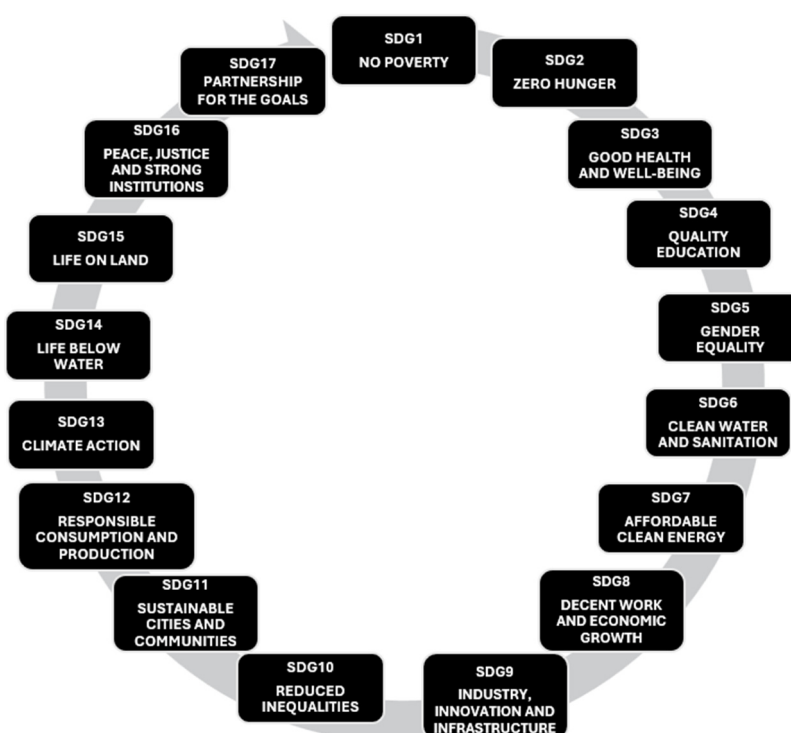 SDG1
NO POVERTY
SDG2
ZERO HUNGER
SDG3
GOOD HEALTH
AND WELL-BEING
SDG4
QUALITY
EDUCATION
SDG5
GENDER
EQUALITY
SDG6
CLEAN WATER
AND SANITATION
SDG7
AFFORDABLE
CLEAN ENERGY
SDG8
DECENT WORK
AND ECONOMIC
GROWTH
SDG9
INDUSTRY,
INNOVATION AND
INFRASTRUCTURE
SDG10
REDUCED
INEQUALITIES
SDG11
SUSTAINABLE
CITIES AND
COMMUNITIES
SDG12
RESPONSIBLE
CONSUMPTION AND
PRODUCTION
SDG13
CLIMATE ACTION
SDG14
LIFE BELOW
WATER
SDG15
LIFE ON LAND
SDG16
PEACE, JUSTICE
AND STRONG
INSTITUTIONS
SDG17
PARTNERSHIP
FOR THE GOALS